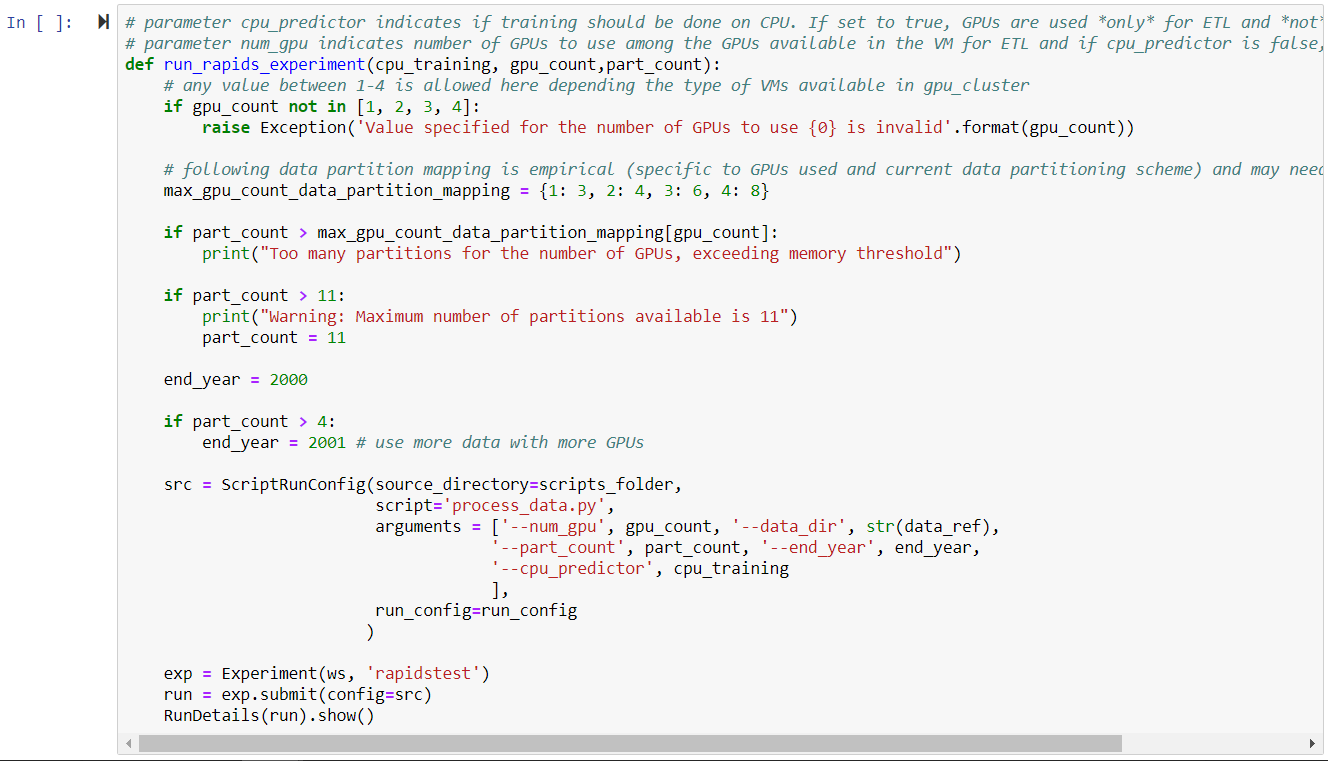 In [ ]:
# parameter cpu_predictor indicates if training should be done on CPU. If set to true, GPUs are used *only* for ETL and *not*
# parameter num_gpu indicates number of GPUs to use among the GPUs available in the VM for ETL and if cpu_predictor is false,
def run_rapids_experiment(cpu_training, gpu_count,part_count):
    # any value between 1-4 is allowed here depending the type of VMs available in gpu_cluster
    if gpu_count not in [1, 2, 3, 4]:
        raise Exception('Value specified for the number of GPUs to use {0} is invalid'.format(gpu_count))

    # following data partition mapping is empirical (specific to GPUs used and current data partitioning scheme) and may need
    max_gpu_count_data_partition_mapping = {1: 3, 2: 4, 3: 6, 4: 8}

    if part_count > max_gpu_count_data_partition_mapping[gpu_count]:
        print("Too many partitions for the number of GPUs, exceeding memory threshold")

    if part_count > 11:
        print("Warning: Maximum number of partitions available is 11")
        part_count = 11

    end_year = 2000

    if part_count > 4:
        end_year = 2001 # use more data with more GPUs

    src = ScriptRunConfig(source_directory=scripts_folder,
                          script='process_data.py',
                          arguments = ['--num_gpu', gpu_count, '--data_dir', str(data_ref),
                                      '--part_count', part_count, '--end_year', end_year,
                                      '--cpu_predictor', cpu_training
                                      ],
                          run_config=run_config
                         )

    exp = Experiment(ws, 'rapidstest')
    run = exp.submit(config=src)
    RunDetails(run).show()